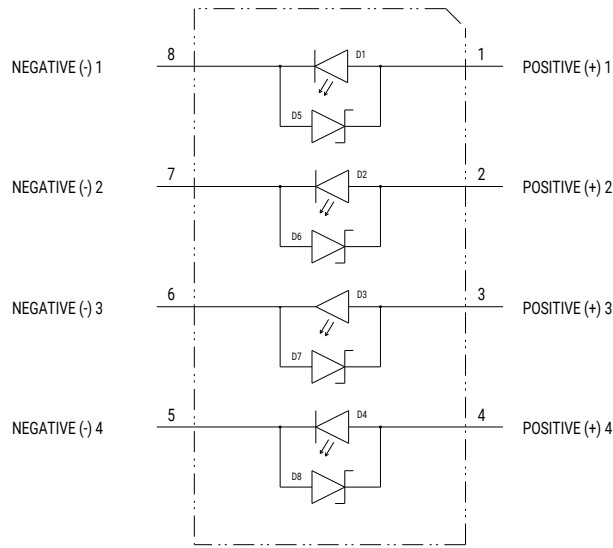 NEGATIVE (-) 1 8 D1 1 POSITIVE (+) 1
D5
NEGATIVE (-) 2 7 D2 2 POSITIVE (+) 2
D6
NEGATIVE (-) 3 6 D3 3 POSITIVE (+) 3
D7
NEGATIVE (-) 4 5 D4 4 POSITIVE (+) 4
D8